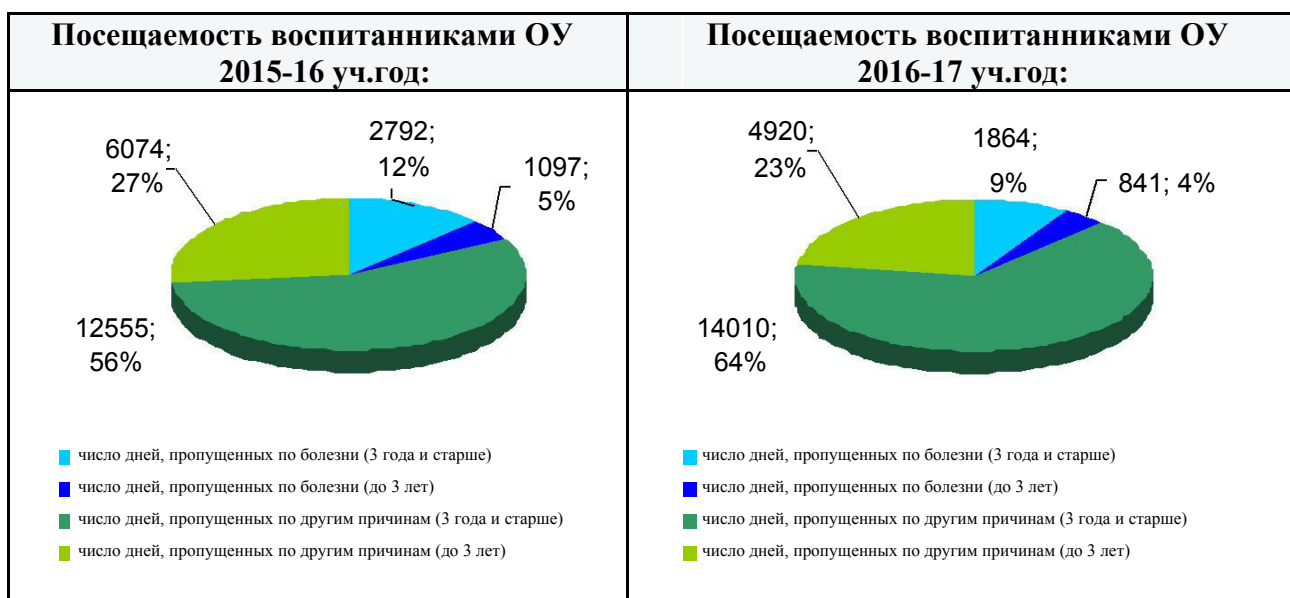 Посещаемость воспитанниками ОУ
2015-16 уч.год:
2792;
12%
1097;
5%
6074;
27%
12555;
56%
число дней, пропущенных по болезни (3 года и старше)
число дней, пропущенных по болезни (до 3 лет)
число дней, пропущенных по другим причинам (3 года и старше)
число дней, пропущенных по другим причинам (до 3 лет)
Посещаемость воспитанниками ОУ
2016-17 уч.год:
4920;
23%
1864;
9%
841; 4%
14010;
64%
число дней, пропущенных по болезни (3 года и старше)
число дней, пропущенных по болезни (до 3 лет)
число дней, пропущенных по другим причинам (3 года и старше)
число дней, пропущенных по другим причинам (до 3 лет)